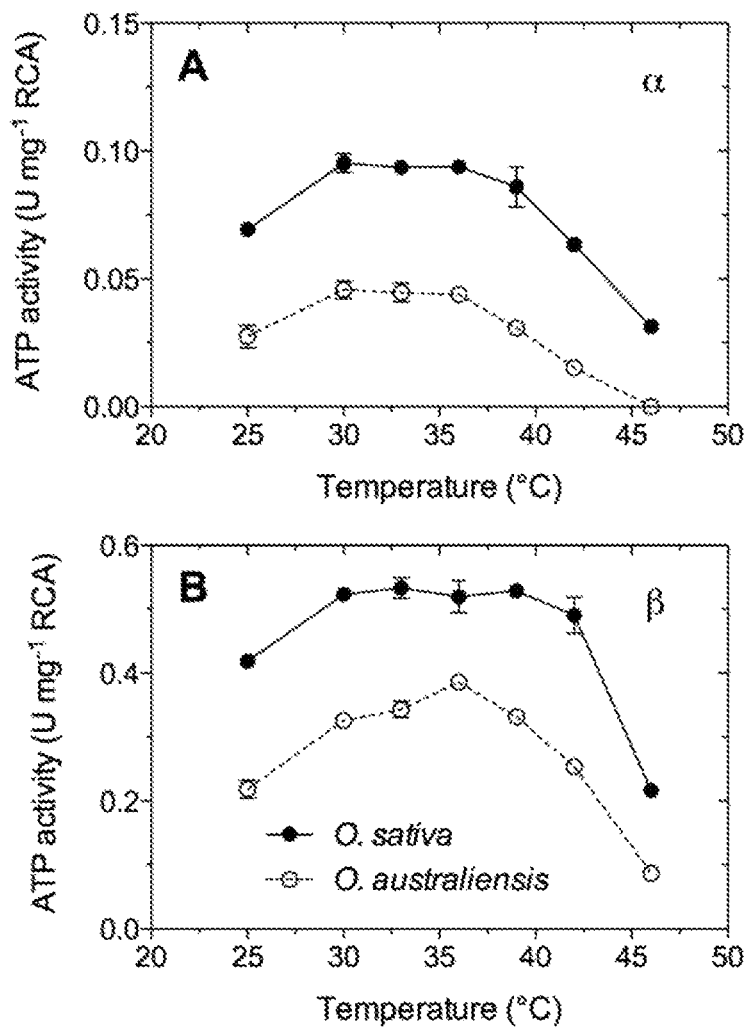 A
α
ATP activity (U mg⁻¹ RCA)
0.15
0.10
0.05
0.00
20 25 30 35 40 45 50
Temperature (°C)
B
β
ATP activity (U mg⁻¹ RCA)
0.6
0.4
0.2
0.0
O. sativa
O. australiensis
20 25 30 35 40 45 50
Temperature (°C)